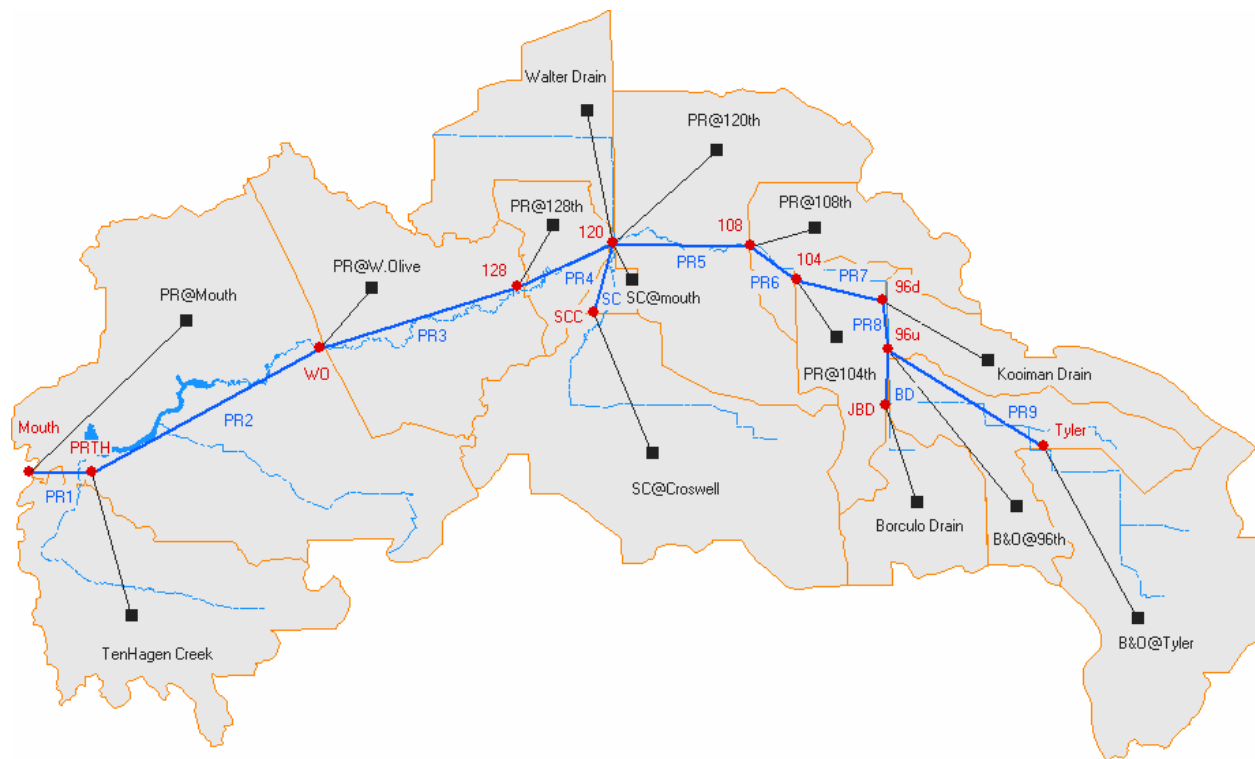 Walter Drain
PR@120th
PR@128th
120
108
PR@108th
PR@W.Olive
128
PR4
SC
SC@mouth
PR5
PR6
104
PR7
96d
PR@Mouth
SCC
PR8
96u
PR3
WO
PR@104th
Kooiman Drain
JBD
BD
PR9
PR2
Mouth
PRTH
Tyler
PR1
SC@Croswell
Borculo Drain
B&O@96th
TenHagen Creek
B&O@Tyler